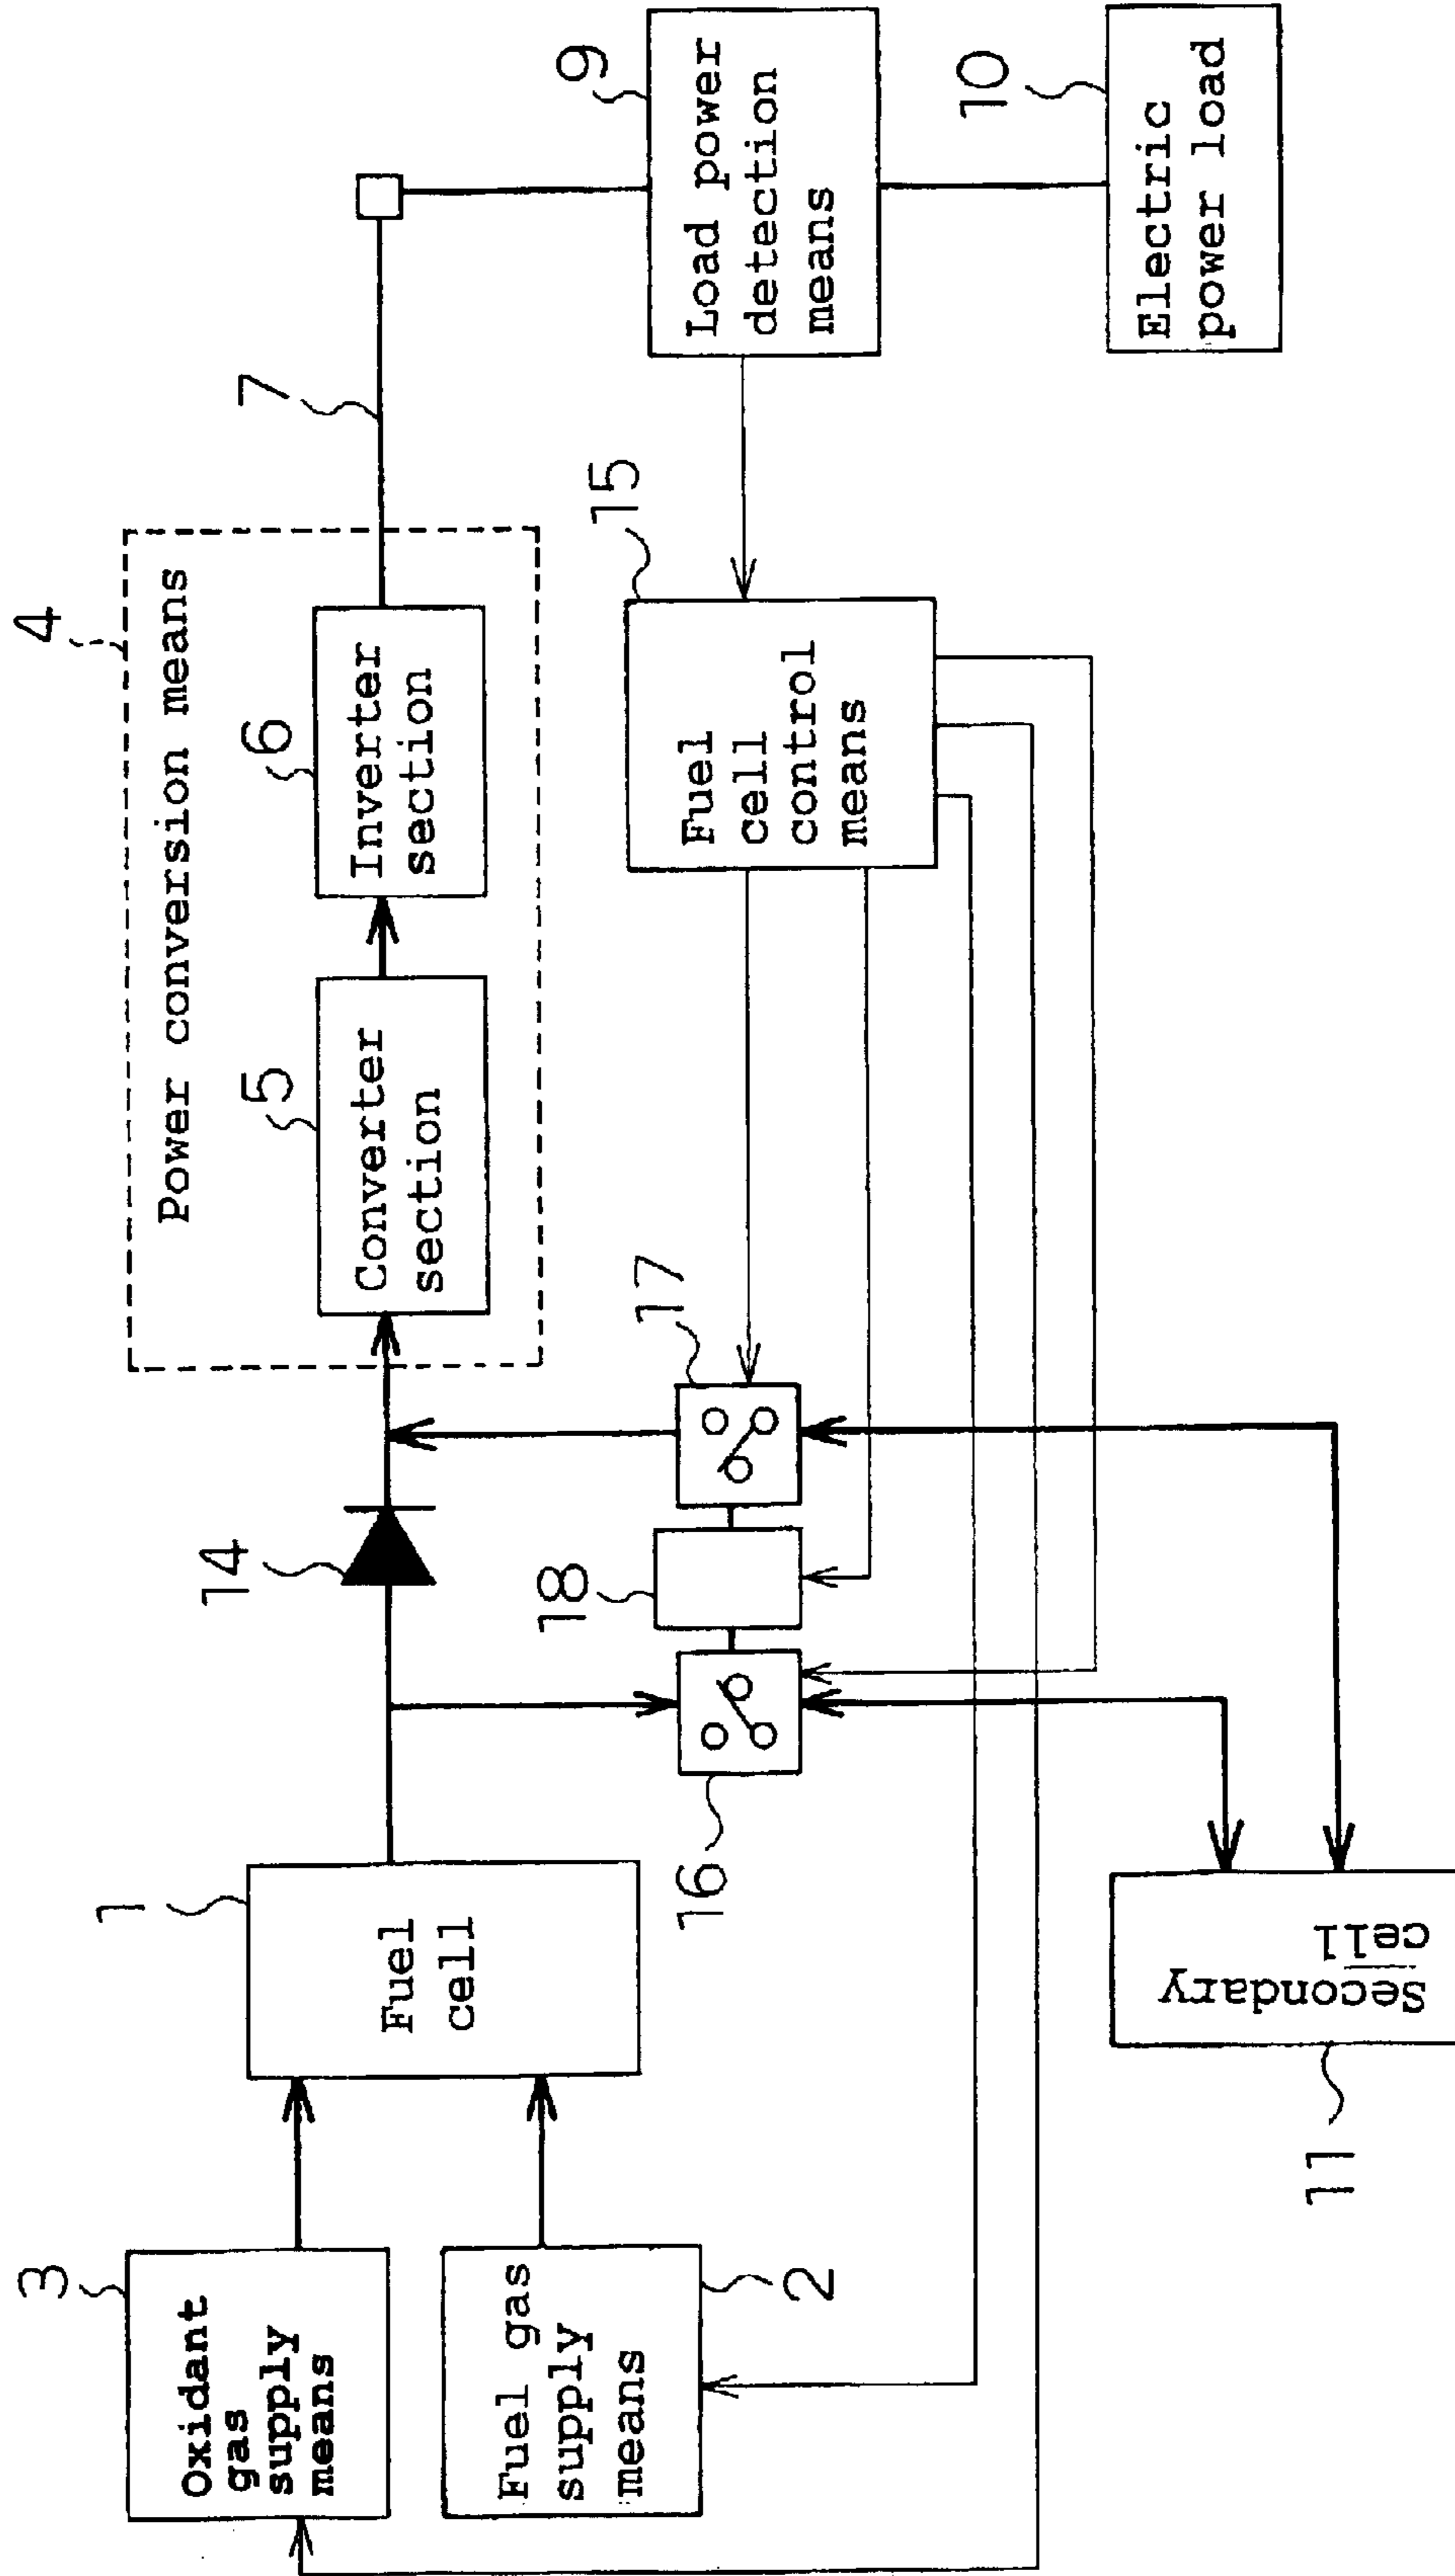 3
Oxidant
gas
supply
means
Fuel gas
supply
means
2
1
Fuel
cell
14
4
Power conversion means
5
Converter
section
6
Inverter
section
7
16
18
17
15
Fuel
cell
control
means
9
Load power
detection
means
10
Electric
power load
11
Secondary
cell